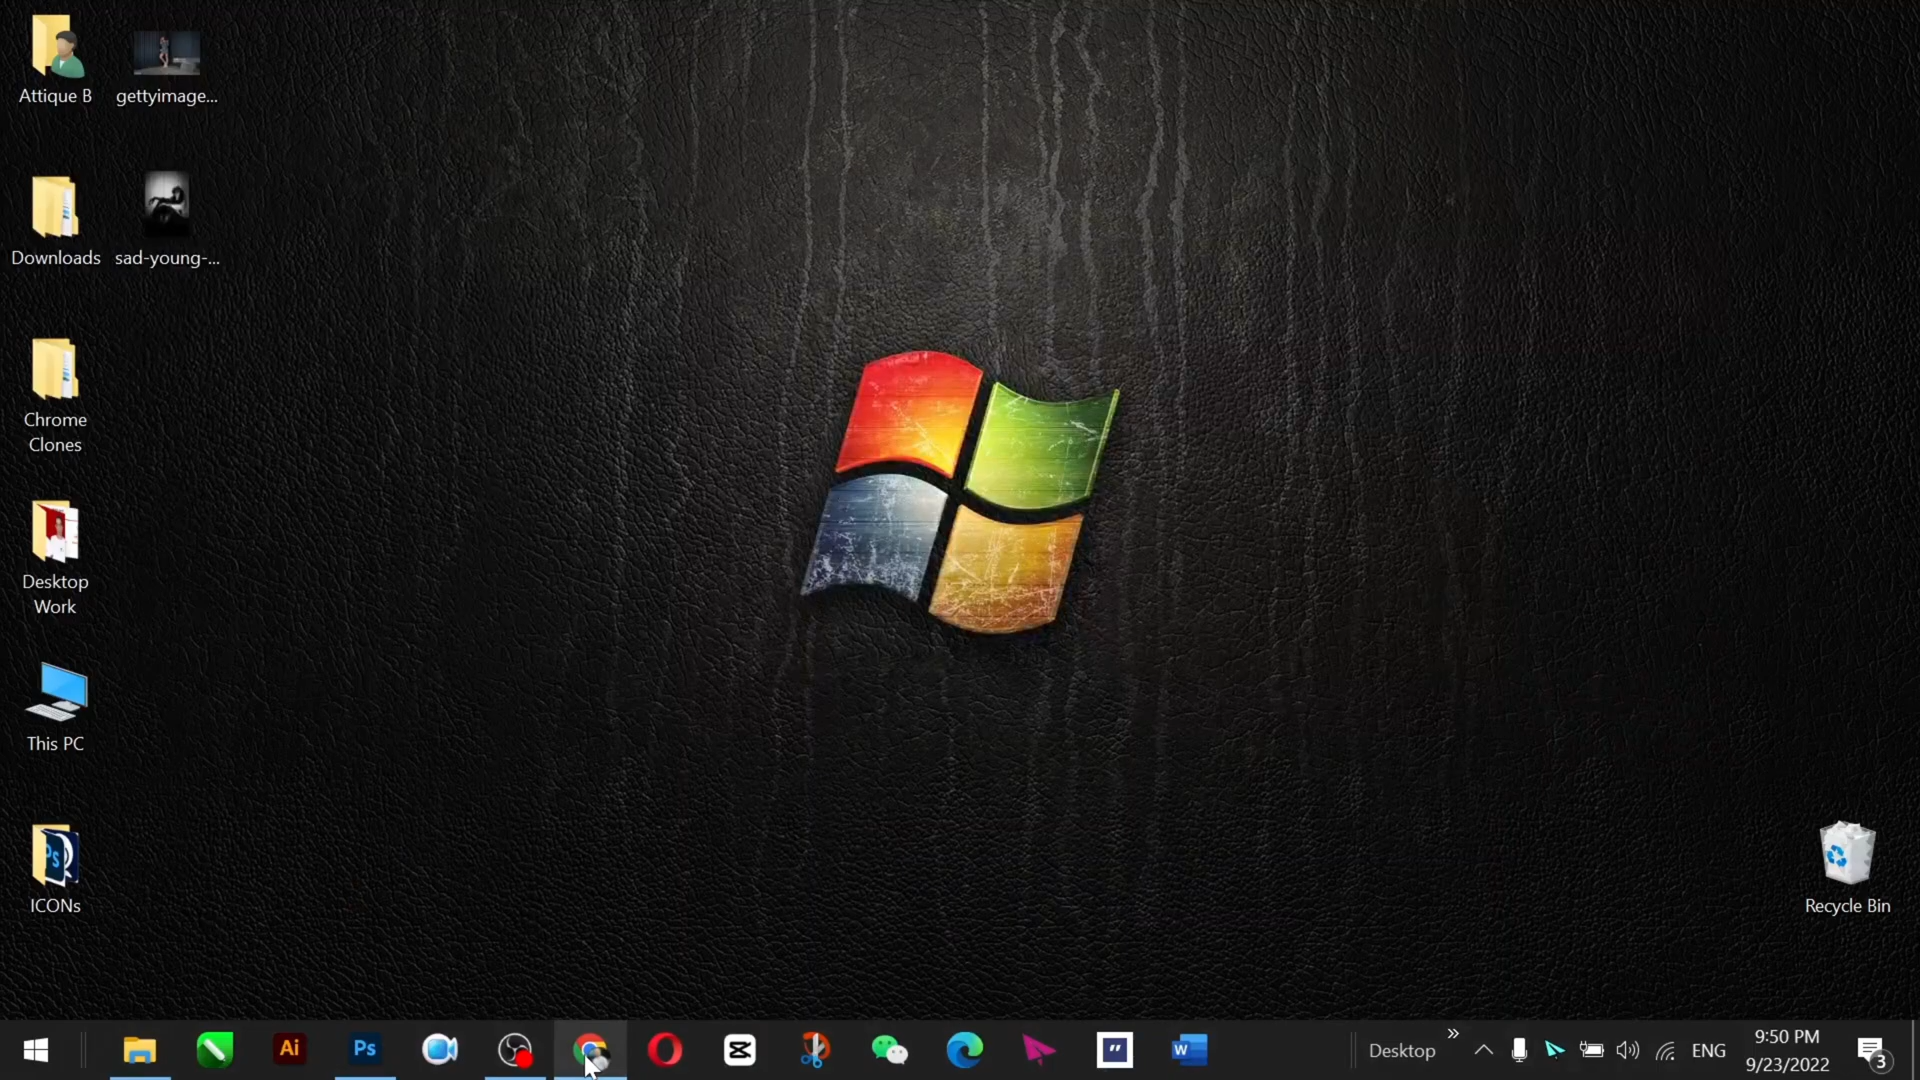 Attique B
gettyimage...
Downloads
sad-young-...
Chrome
Clones
Desktop
Work
This PC
Ps
ICONs
Recycle Bin
Ai
Ps
W
Desktop
ENG
9:50 PM
9/23/2022
3